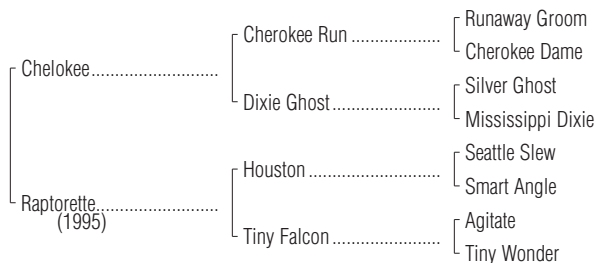 Runaway Groom
Cherokee Run ....................
Cherokee Dame
Chelokee.............................
Silver Ghost
Dixie Ghost.........................
Mississippi Dixie
Seattle Slew
Houston ..............................
Smart Angle
Raptorette............................
(1995)
Agitate
Tiny Falcon .........................
Tiny Wonder